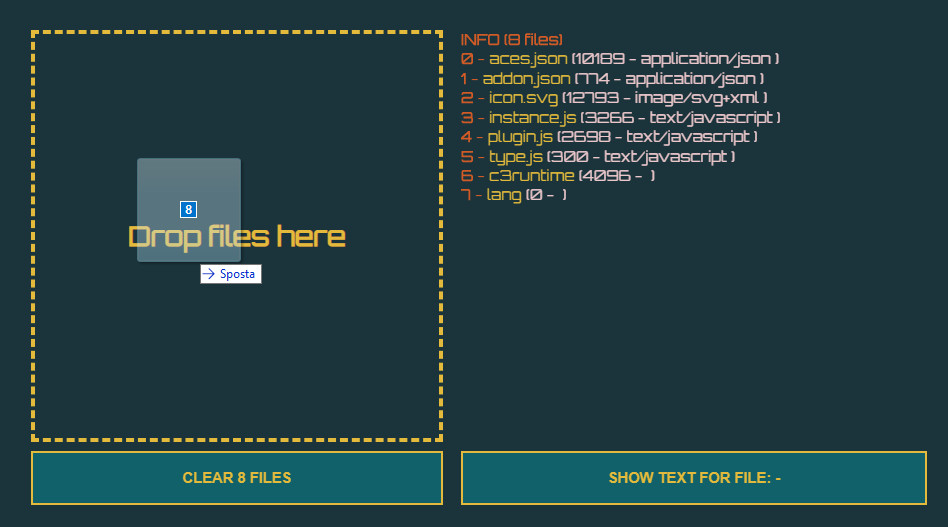 INFO (8 files)
0 - aces.json (10189 - application/json )
1 - addon.json (774 - application/json )
2 - icon.svg (12793 - image/svg+xml )
3 - instance.js (3266 - text/javascript )
4 - plugin.js (2698 - text/javascript )
5 - type.js (300 - text/javascript )
6 - c3runtime (4096 -  )
7 - lang (0 -  )
8
Drop files here
→ Sposta
CLEAR 8 FILES
SHOW TEXT FOR FILE: -